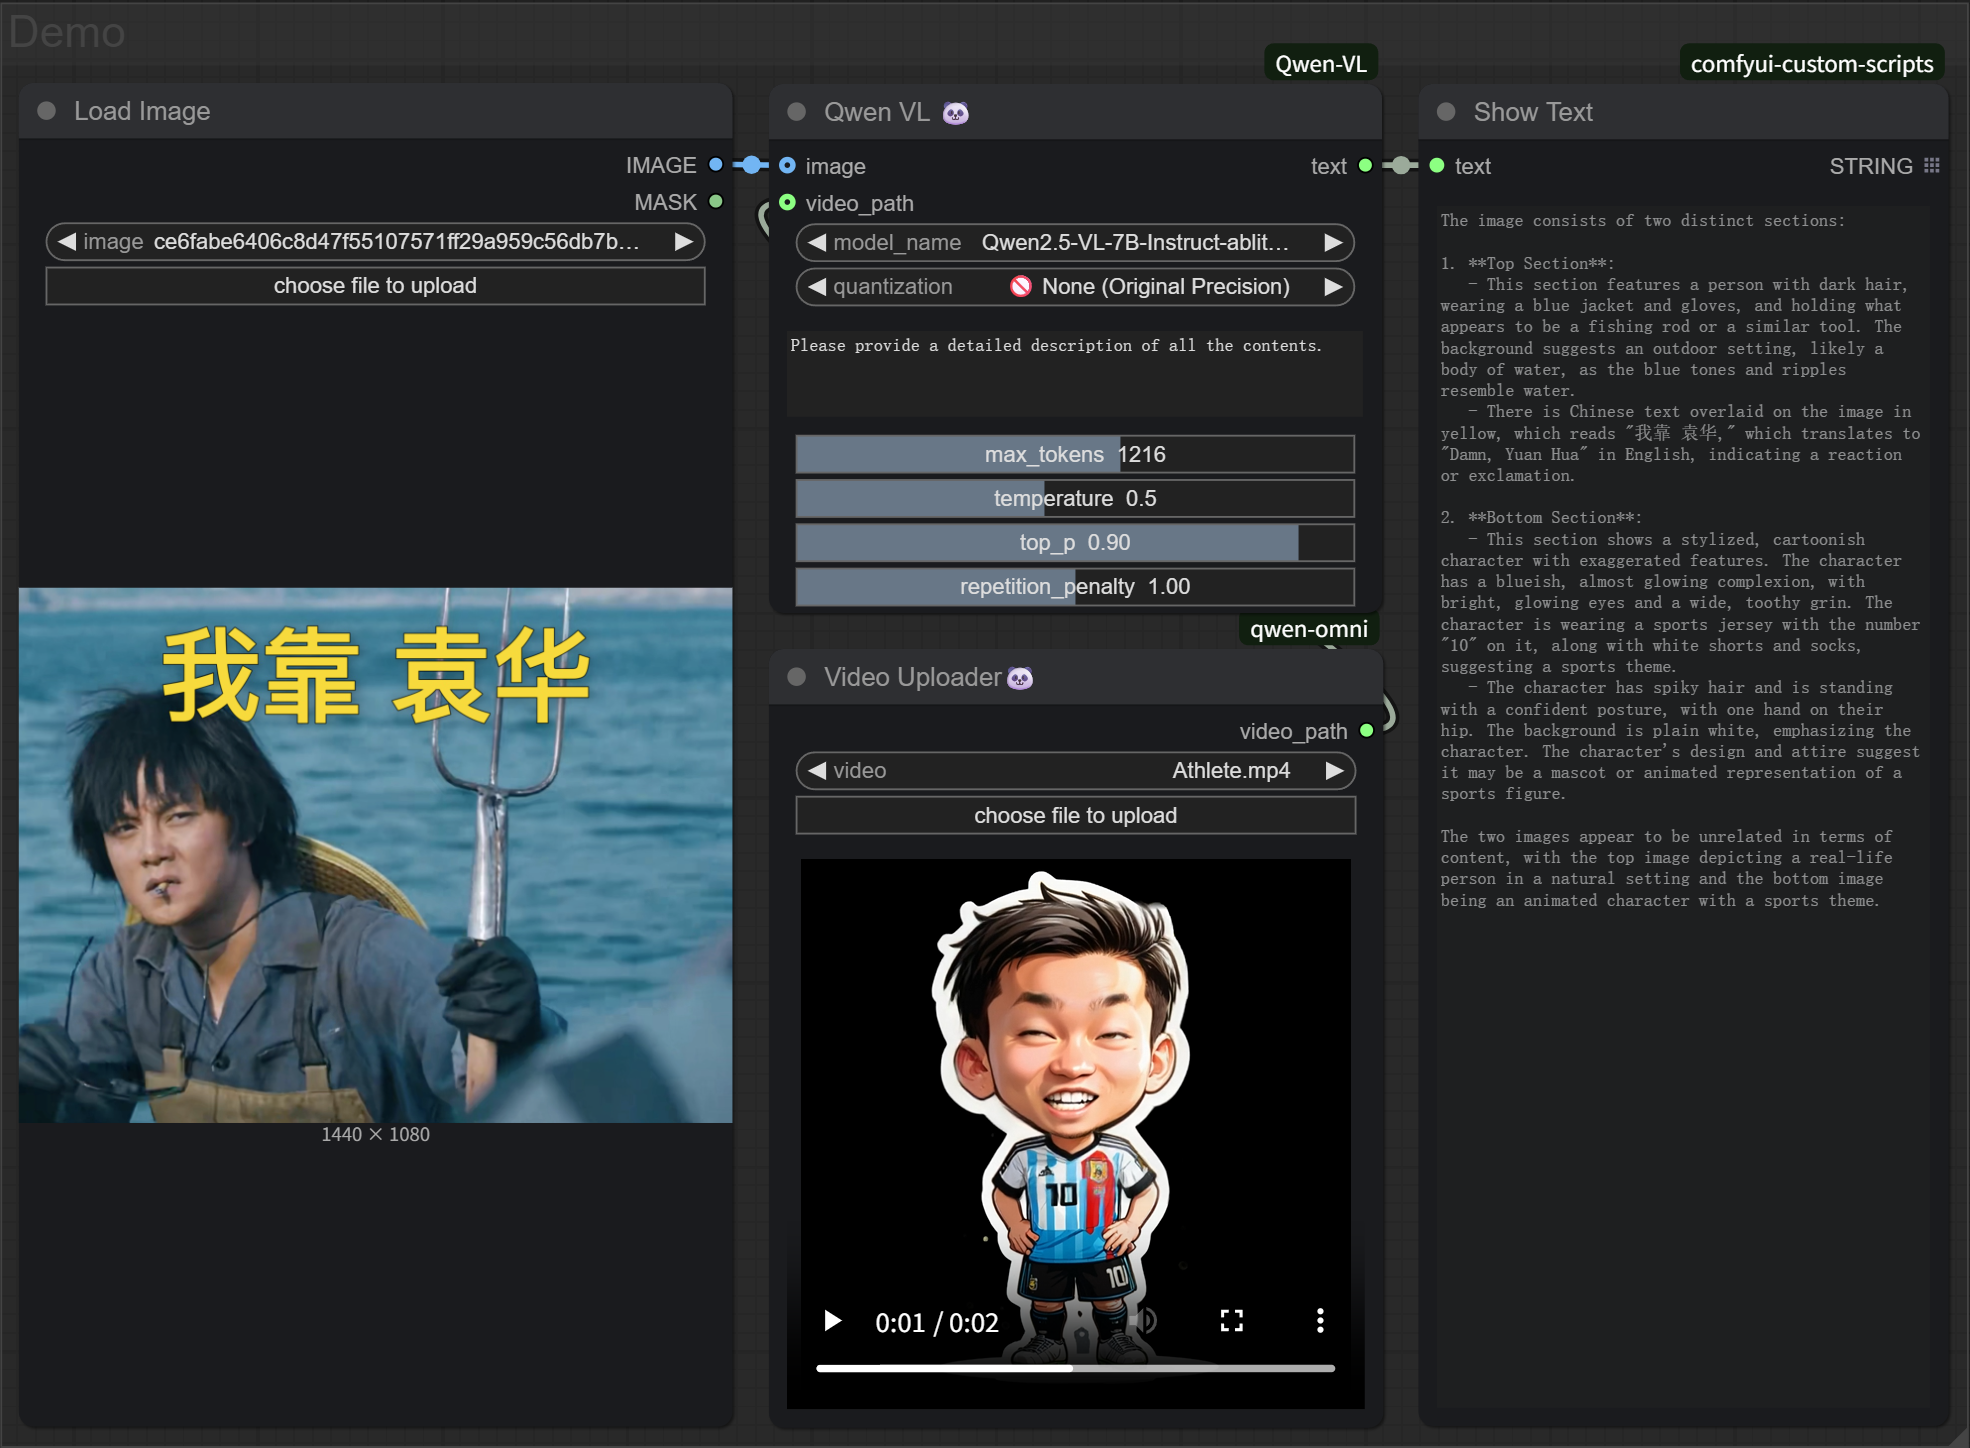 Demo
Load Image
IMAGE
MASK
image ce6fabe6406c8d47f55107571ff29a959c56db7b...
choose file to upload
我靠 袁华
1440 × 1080
Qwen-VL
Qwen VL
image
text
video_path
model_name Qwen2.5-VL-7B-Instruct-ablit...
quantization None (Original Precision)
Please provide a detailed description of all the contents.
max_tokens 1216
temperature 0.5
top_p 0.90
repetition_penalty 1.00
qwen-omni
Video Uploader
video_path
video Athlete.mp4
choose file to upload
10
10
0:01 / 0:02
comfyui-custom-scripts
Show Text
text
STRING
The image consists of two distinct sections:
1. **Top Section**:
- This section features a person with dark hair,
wearing a blue jacket and gloves, and holding what
appears to be a fishing rod or a similar tool. The
background suggests an outdoor setting, likely a
body of water, as the blue tones and ripples
resemble water.
- There is Chinese text overlaid on the image in
yellow, which reads "我靠 袁华," which translates to
"Damn, Yuan Hua" in English, indicating a reaction
or exclamation.
2. **Bottom Section**:
- This section shows a stylized, cartoonish
character with exaggerated features. The character
has a blueish, almost glowing complexion, with
bright, glowing eyes and a wide, toothy grin. The
character is wearing a sports jersey with the number
"10" on it, along with white shorts and socks,
suggesting a sports theme.
- The character has spiky hair and is standing
with a confident posture, with one hand on their
hip. The background is plain white, emphasizing the
character. The character's design and attire suggest
it may be a mascot or animated representation of a
sports figure.
The two images appear to be unrelated in terms of
content, with the top image depicting a real-life
person in a natural setting and the bottom image
being an animated character with a sports theme.